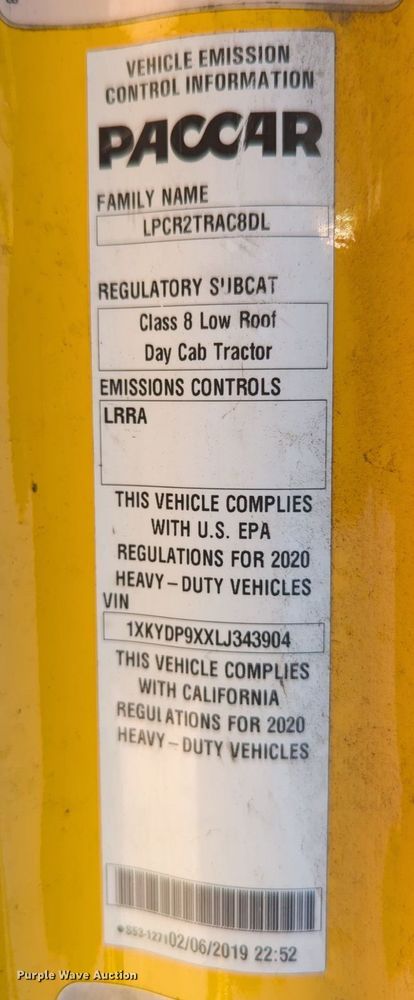 VEHICLE EMISSION
CONTROL INFORMATION
PACCAR
FAMILY NAME
LPCR2TRAC8DL
REGULATORY SUBCAT
Class 8 Low Roof
Day Cab Tractor
EMISSIONS CONTROLS
LRRA
THIS VEHICLE COMPLIES
WITH U.S. EPA
REGULATIONS FOR 2020
HEAVY-DUTY VEHICLES
VIN
1XKYDP9XXLJ343904
THIS VEHICLE COMPLIES
WITH CALIFORNIA
REGULATIONS FOR 2020
HEAVY-DUTY VEHICLES
S53-1271 02/06/2019 22:52
Purple Wave Auction